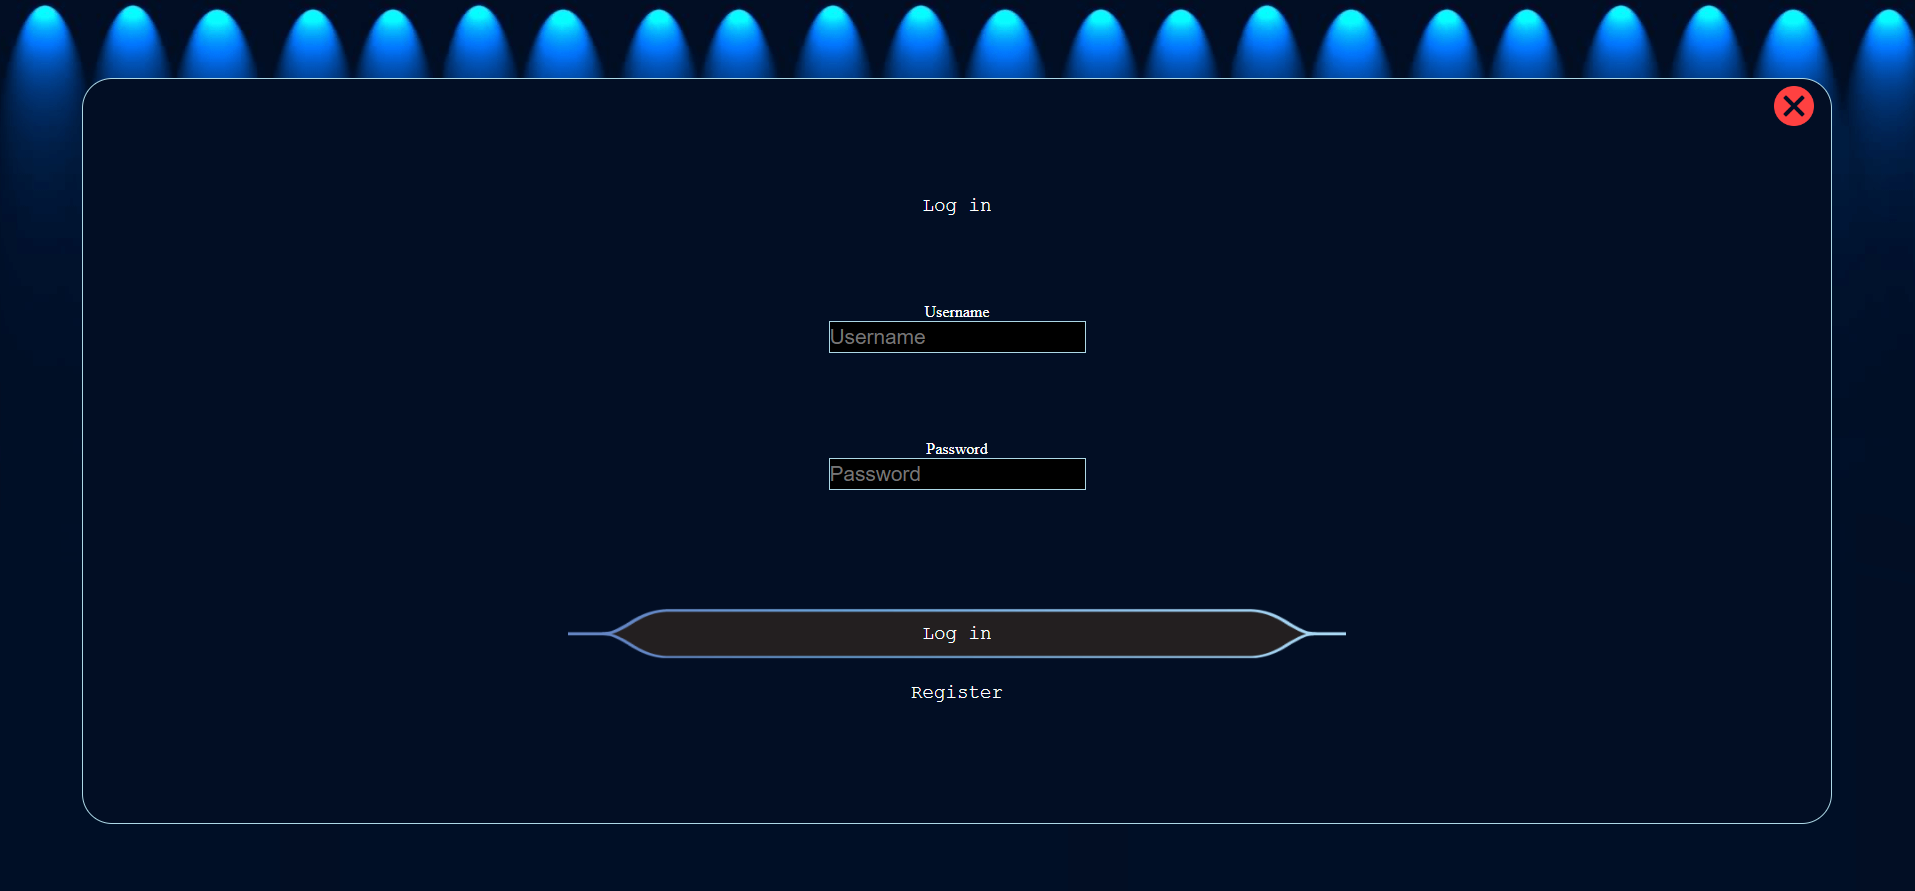 Log in
Username
Username
Password
Password
Log in
Register